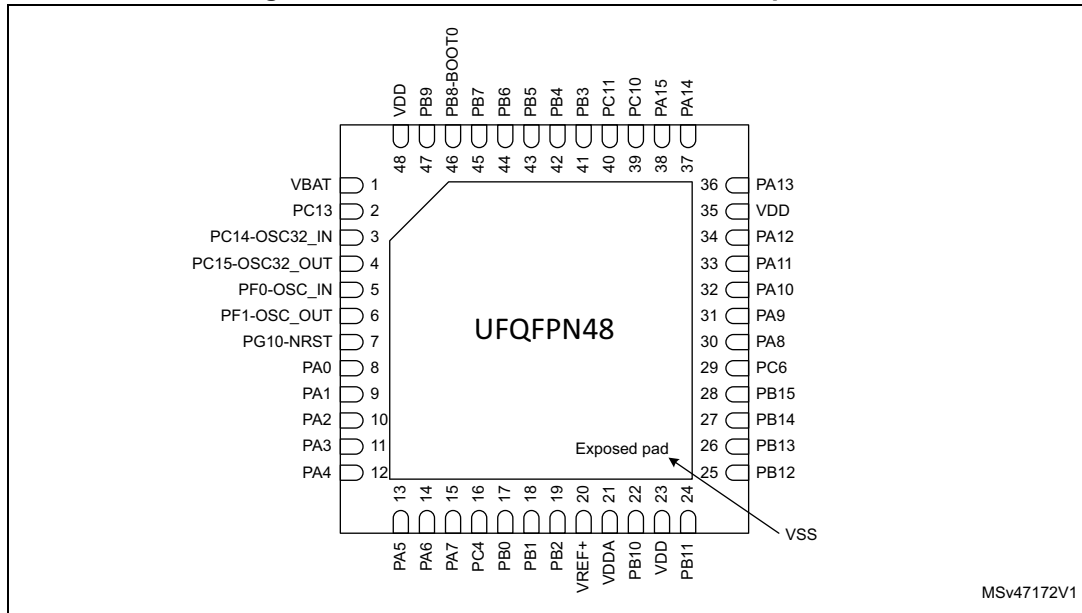 VDD
PB9
PB8-BOOT0
PB7
PB6
PB5
PB4
PB3
PC11
PC10
PA15
PA14
48 47 46 45 44 43 42 41 40 39 38 37
VBAT 1
PC13 2
PC14-OSC32_IN 3
PC15-OSC32_OUT 4
PF0-OSC_IN 5
PF1-OSC_OUT 6
PG10-NRST 7
PA0 8
PA1 9
PA2 10
PA3 11
PA4 12
UFQFPN48
Exposed pad
36 PA13
35 VDD
34 PA12
33 PA11
32 PA10
31 PA9
30 PA8
29 PC6
28 PB15
27 PB14
26 PB13
25 PB12
13 14 15 16 17 18 19 20 21 22 23 24
PA5
PA6
PA7
PC4
PB0
PB1
PB2
VREF+
VDDA
PB10
VDD
PB11
VSS
MSv47172V1